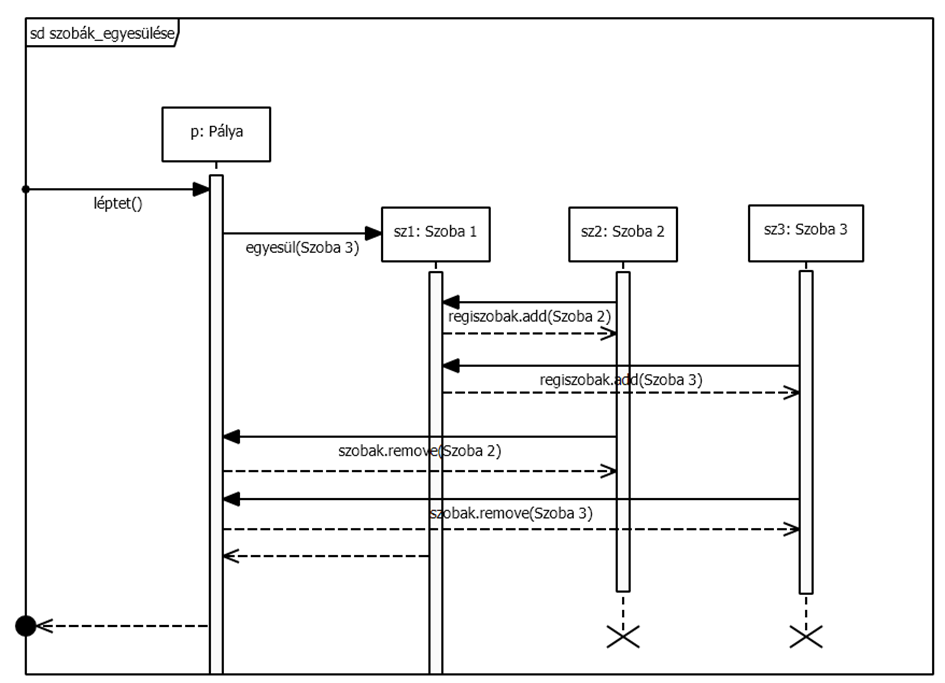 sd szobák_egyesülése
p: Pálya
léptet()
egyesül(Szoba 3)
sz1: Szoba 1
sz2: Szoba 2
sz3: Szoba 3
regiszobak.add(Szoba 2)
regiszobak.add(Szoba 3)
szobak.remove(Szoba 2)
szobak.remove(Szoba 3)